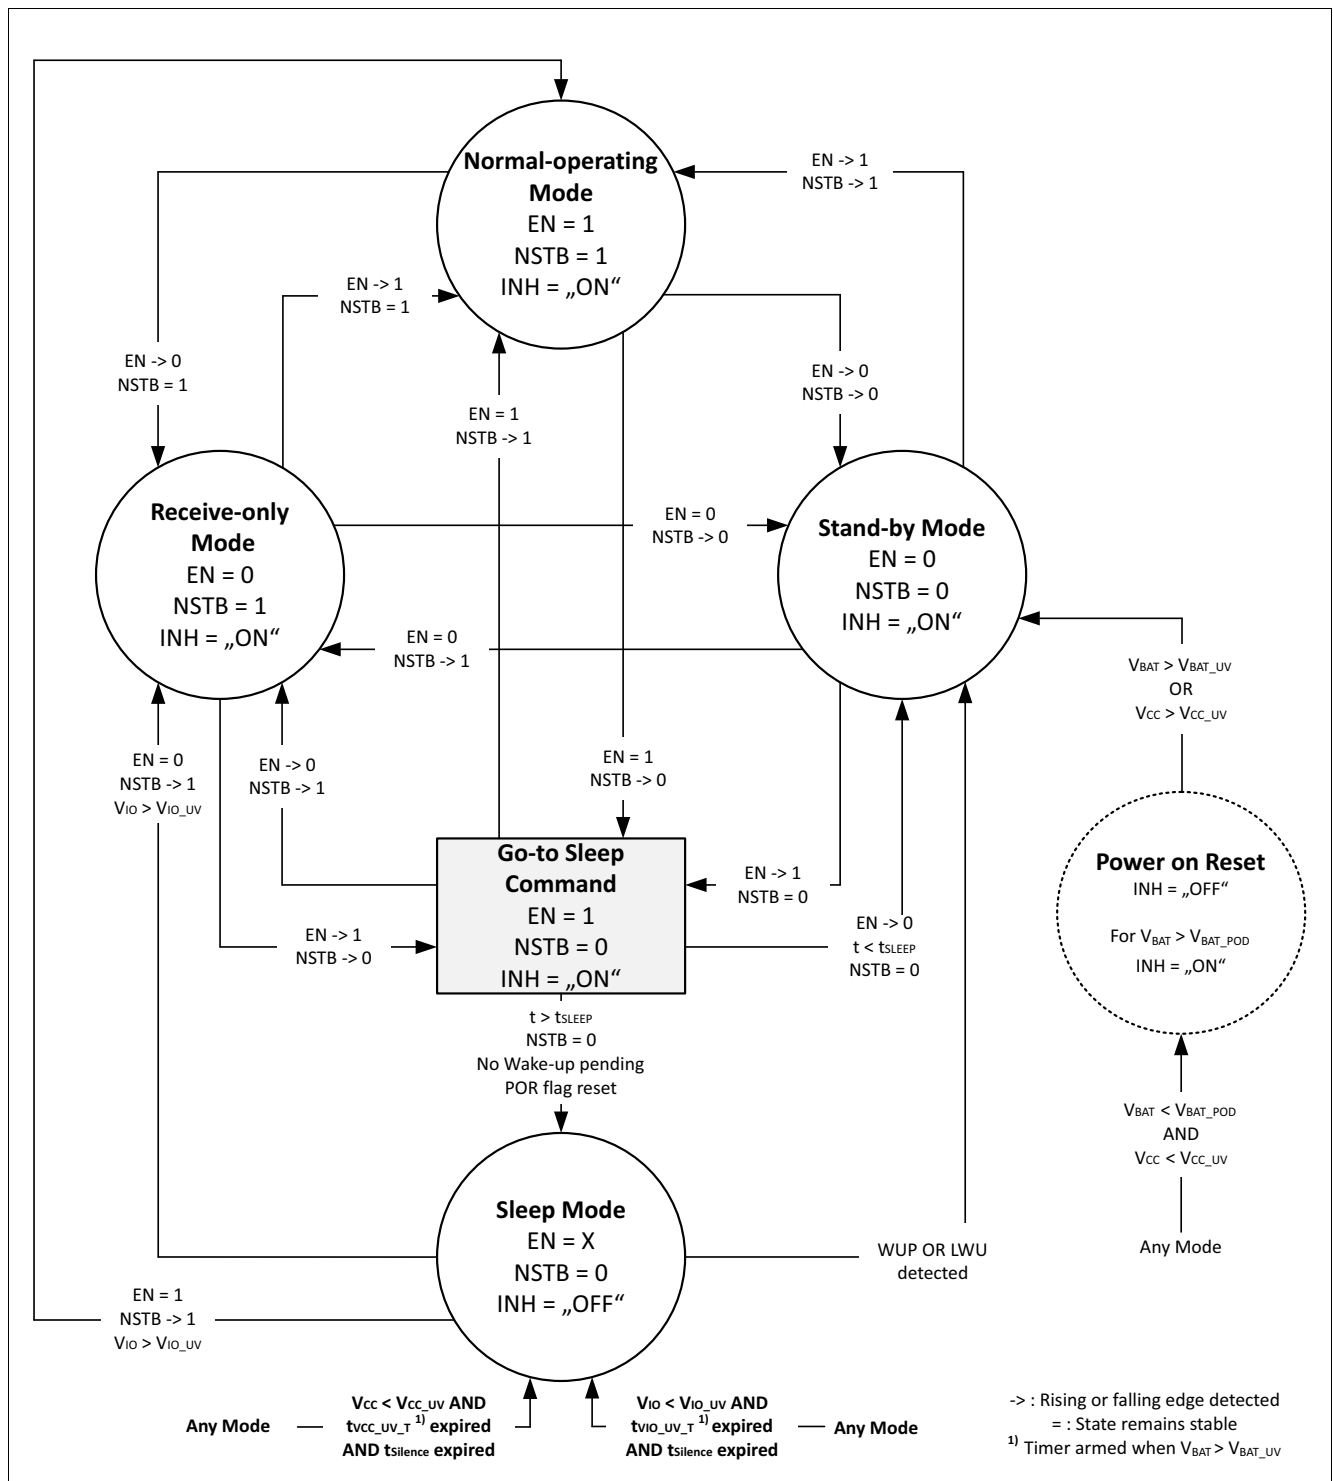 Normal-operating
Mode
EN = 1
NSTB = 1
INH = „ON“
EN -> 1
NSTB -> 1
EN -> 1
NSTB = 1
EN -> 0
NSTB = 1
EN = 1
NSTB -> 1
EN -> 0
NSTB -> 0
Receive-only
Mode
EN = 0
NSTB = 1
INH = „ON“
EN = 0
NSTB -> 0
Stand-by Mode
EN = 0
NSTB = 0
INH = „ON“
EN = 0
NSTB -> 1
VBAT > VBAT_UV
OR
VCC > VCC_UV
EN = 0
NSTB -> 1
VIO > VIO_UV
EN -> 0
NSTB -> 1
EN = 1
NSTB -> 0
Go-to Sleep
Command
EN = 1
NSTB = 0
INH = „ON“
EN -> 1
NSTB = 0
EN -> 1
NSTB -> 0
EN -> 0
t < tSLEEP
NSTB = 0
Power on Reset
INH = „OFF“
For VBAT > VBAT_POD
INH = „ON“
t > tSLEEP
NSTB = 0
No Wake-up pending
POR flag reset
VBAT < VBAT_POD
AND
VCC < VCC_UV
Any Mode
Sleep Mode
EN = X
NSTB = 0
INH = „OFF“
WUP OR LWU
detected
EN = 1
NSTB -> 1
VIO > VIO_UV
Any Mode
VCC < VCC_UV AND
tVCC_UV_T 1) expired
AND tSilence expired
VIO < VIO_UV AND
tVIO_UV_T 1) expired
AND tSilence expired
Any Mode
-> : Rising or falling edge detected
= : State remains stable
1) Timer armed when VBAT > VBAT_UV